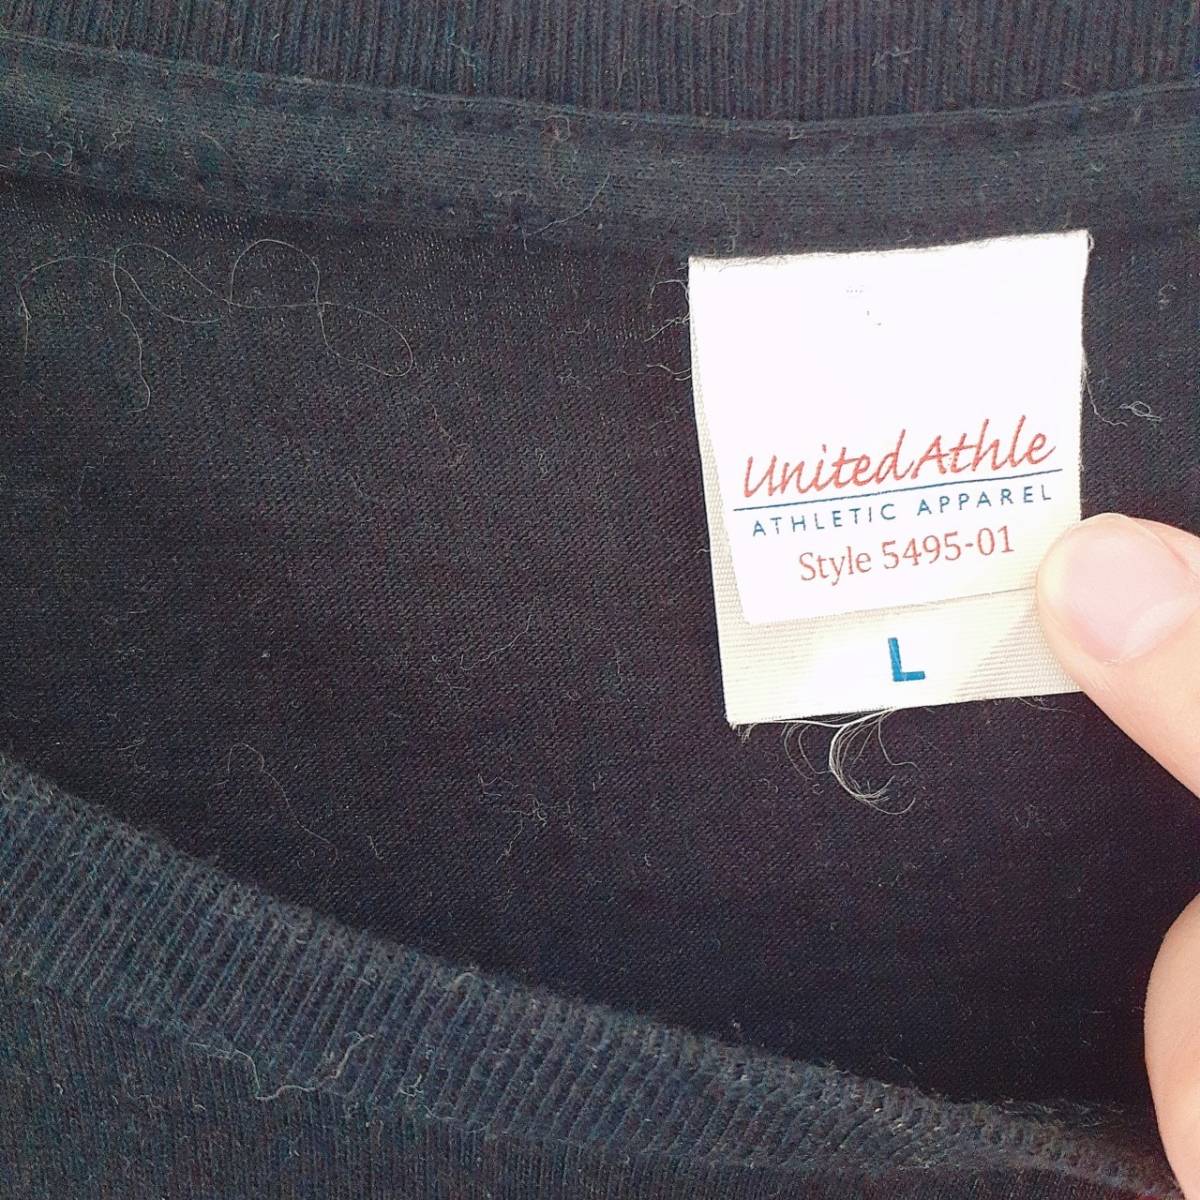 UnitedAthle
ATHLETIC APPAREL
Style 5495-01
L